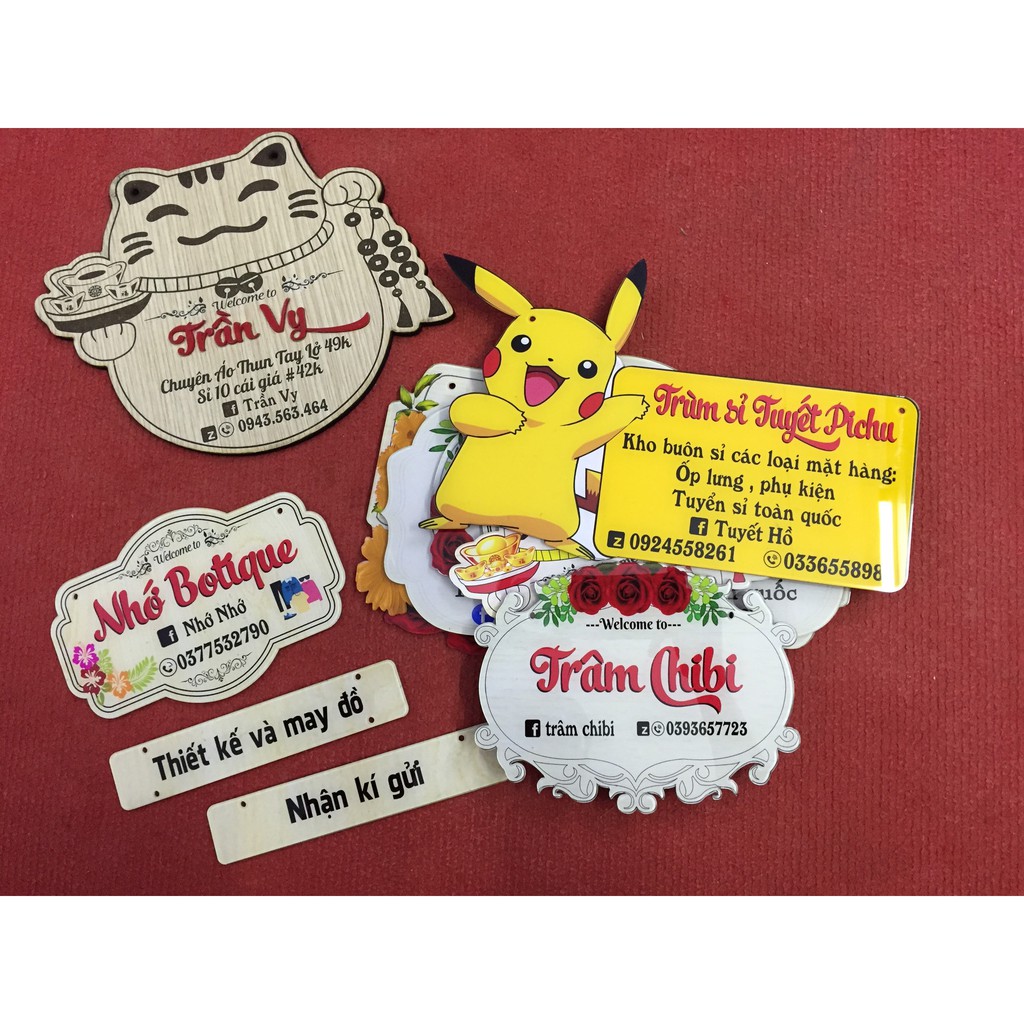 Welcome to
Trần Vy
Chuyên Áo Thun Tay Lở 49k
Sỉ 10 cái giá #42k
Trần Vy
0943.563.464
Trùm sỉ Tuyết Pichu
Kho buôn sỉ các loại mặt hàng:
Ốp lưng , phụ kiện
Tuyển sỉ toàn quốc
Tuyết Hồ
0924558261 033655898
Welcome to
Nhớ Botique
Nhớ Nhớ
0377532790
Thiết kế và may đồ
Nhận kí gửi
uốc
---Welcome to---
Trâm Chibi
trâm chibi 0393657723